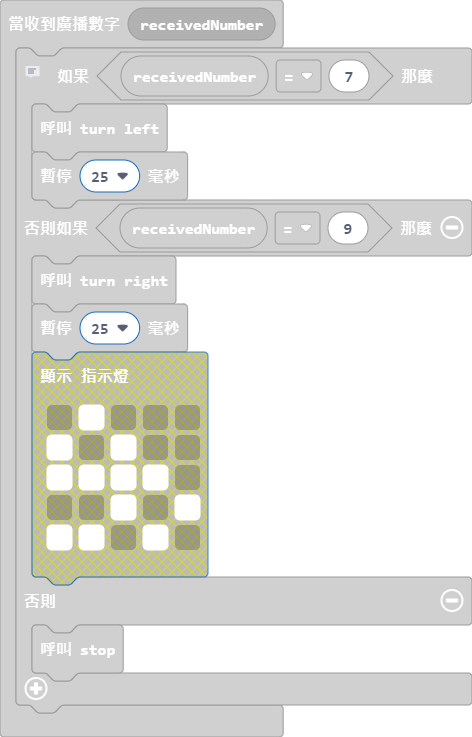 當收到廣播數字 receivedNumber
如果 receivedNumber = 7 那麼
呼叫 turn left
暫停 25 毫秒
否則如果 receivedNumber = 9 那麼
呼叫 turn right
暫停 25 毫秒
顯示 指示燈
否則
呼叫 stop